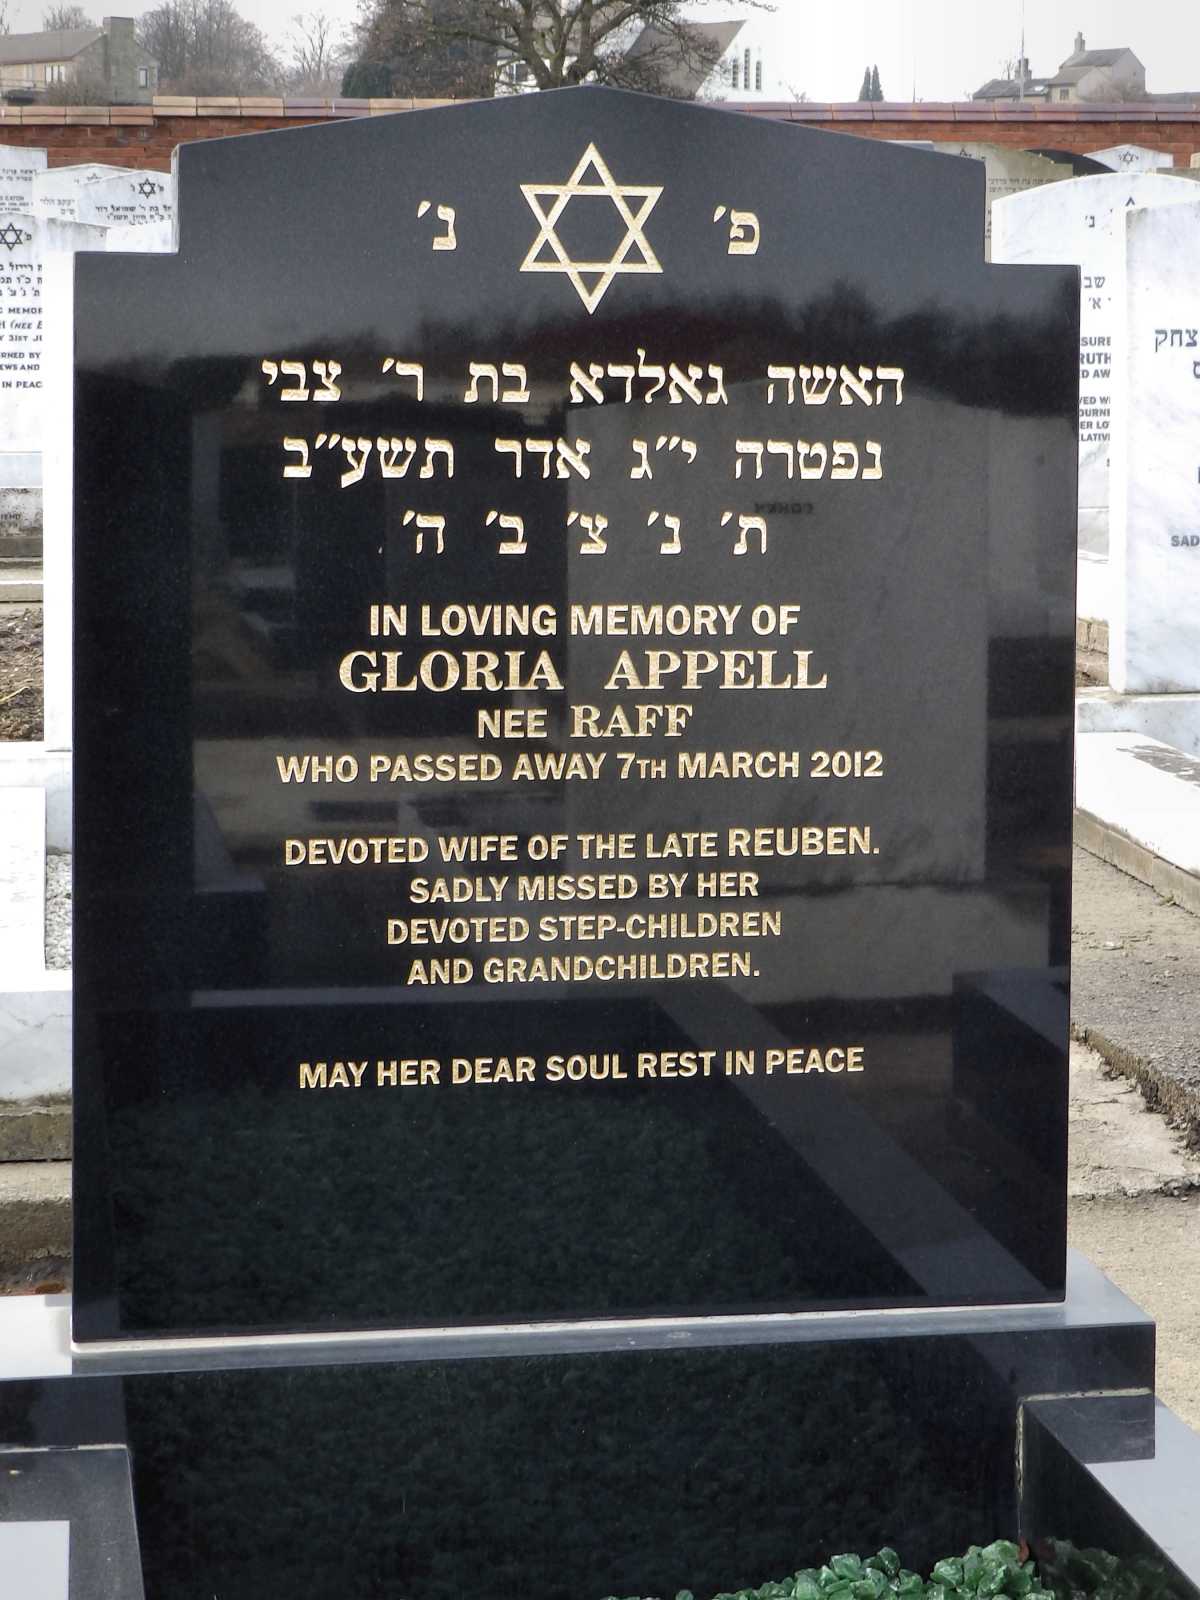 פ׳ נ׳
האשה גאלדא בת ר׳ צבי
נפטרה י״ג אדר תשע״ב
ת׳ נ׳ צ׳ ב׳ ה׳
IN LOVING MEMORY OF
GLORIA APPELL
NEE RAFF
WHO PASSED AWAY 7TH MARCH 2012
DEVOTED WIFE OF THE LATE REUBEN.
SADLY MISSED BY HER
DEVOTED STEP-CHILDREN
AND GRANDCHILDREN.
MAY HER DEAR SOUL REST IN PEACE